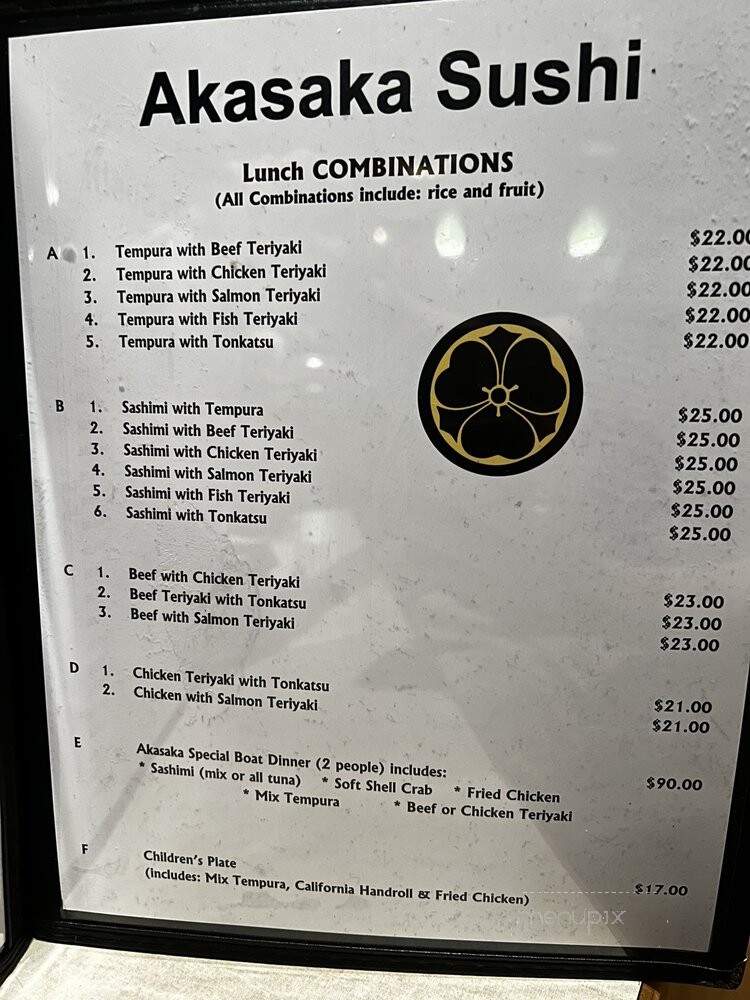 Akasaka Sushi
Lunch COMBINATIONS
(All Combinations include: rice and fruit)
A 1. Tempura with Beef Teriyaki $22.00
2. Tempura with Chicken Teriyaki $22.00
3. Tempura with Salmon Teriyaki $22.00
4. Tempura with Fish Teriyaki $22.00
5. Tempura with Tonkatsu $22.00
B 1. Sashimi with Tempura $25.00
2. Sashimi with Beef Teriyaki $25.00
3. Sashimi with Chicken Teriyaki $25.00
4. Sashimi with Salmon Teriyaki $25.00
5. Sashimi with Fish Teriyaki $25.00
6. Sashimi with Tonkatsu $25.00
C 1. Beef with Chicken Teriyaki $23.00
2. Beef Teriyaki with Tonkatsu $23.00
3. Beef with Salmon Teriyaki $23.00
D 1. Chicken Teriyaki with Tonkatsu $21.00
2. Chicken with Salmon Teriyaki $21.00
E Akasaka Special Boat Dinner (2 people) includes: $90.00
* Sashimi (mix or all tuna) * Soft Shell Crab * Fried Chicken
* Mix Tempura * Beef or Chicken Teriyaki
F Children's Plate
(includes: Mix Tempura, California Handroll & Fried Chicken) $17.00